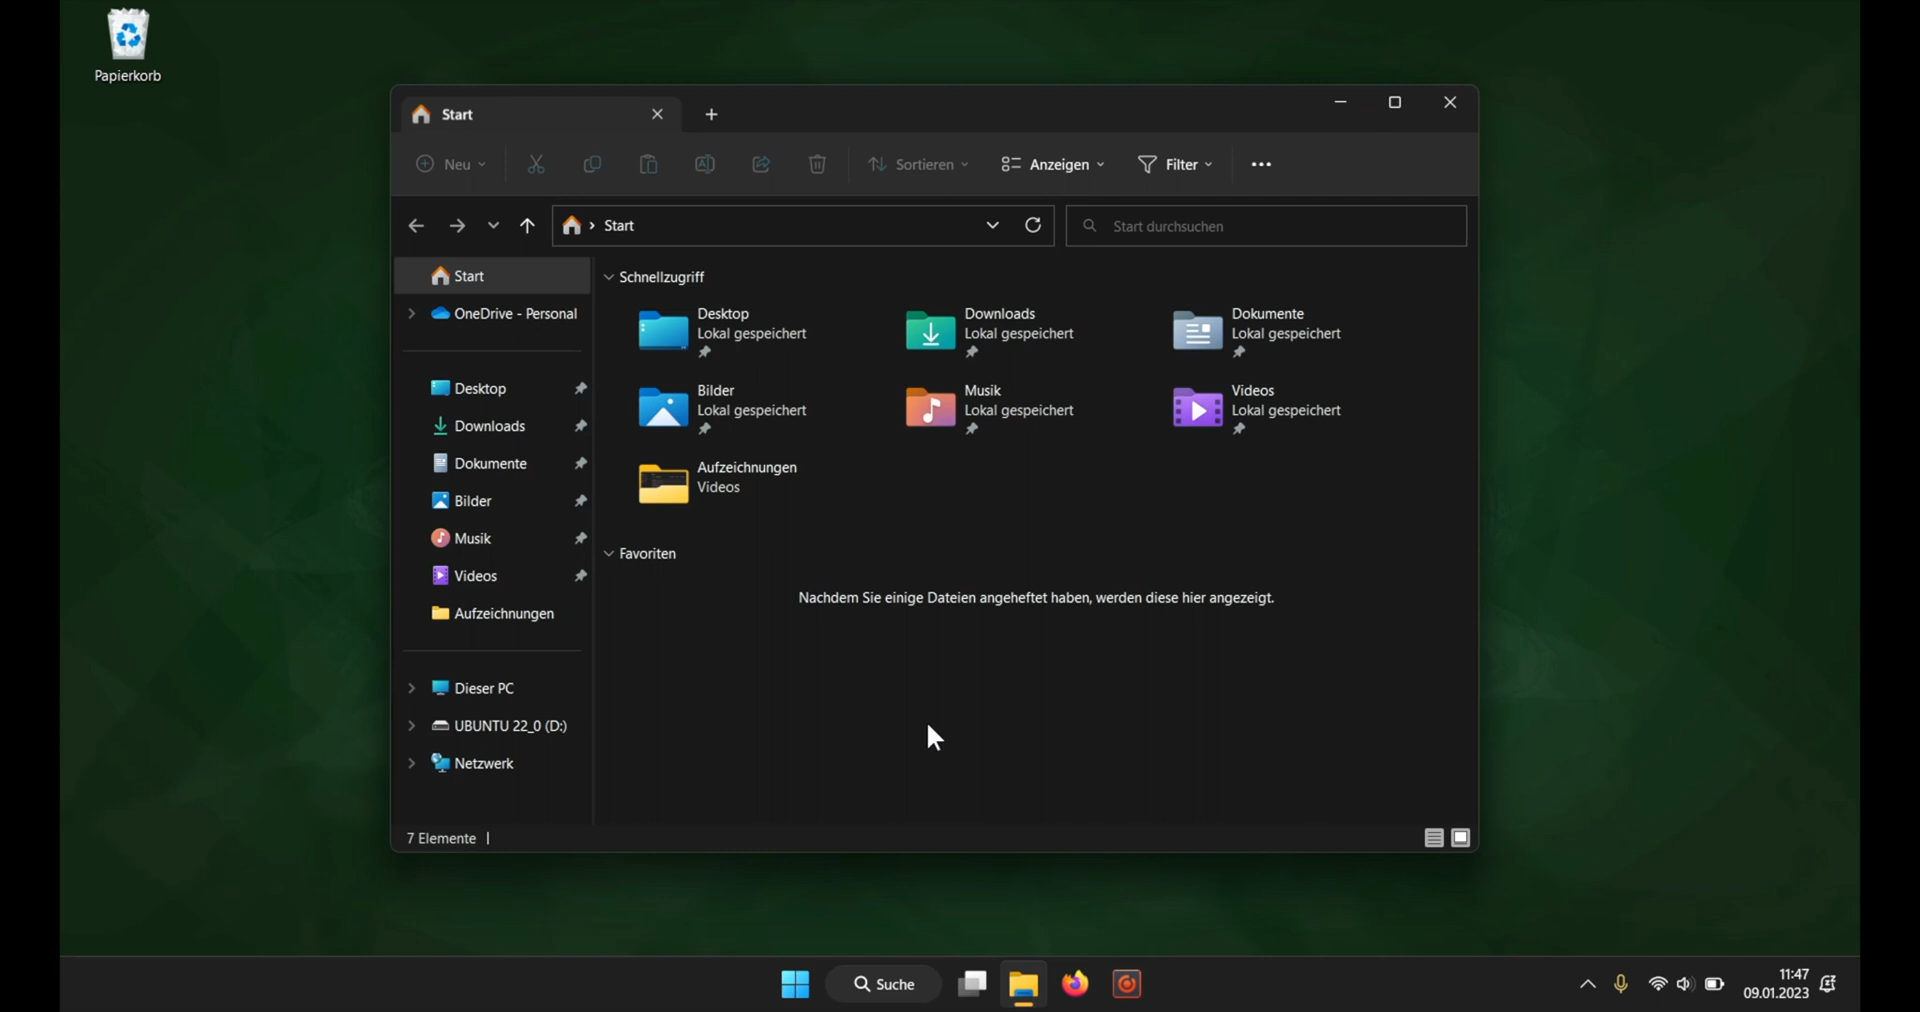 Papierkorb
Start
Neu
Sortieren
Anzeigen
Filter
Start
Start durchsuchen
Start
OneDrive - Personal
Desktop
Downloads
Dokumente
Bilder
Musik
Videos
Aufzeichnungen
Dieser PC
UBUNTU 22_0 (D:)
Netzwerk
Schnellzugriff
Desktop
Lokal gespeichert
Downloads
Lokal gespeichert
Dokumente
Lokal gespeichert
Bilder
Lokal gespeichert
Musik
Lokal gespeichert
Videos
Lokal gespeichert
Aufzeichnungen
Videos
Favoriten
Nachdem Sie einige Dateien angeheftet haben, werden diese hier angezeigt.
7 Elemente
Suche
11:47
09.01.2023